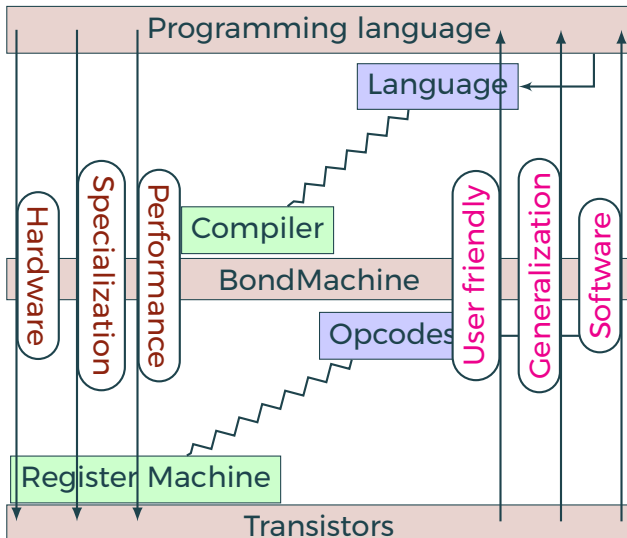 Programming language
Language
Hardware
Specialization
Performance
Compiler
User friendly
Generalization
Software
BondMachine
Opcodes
Register Machine
Transistors